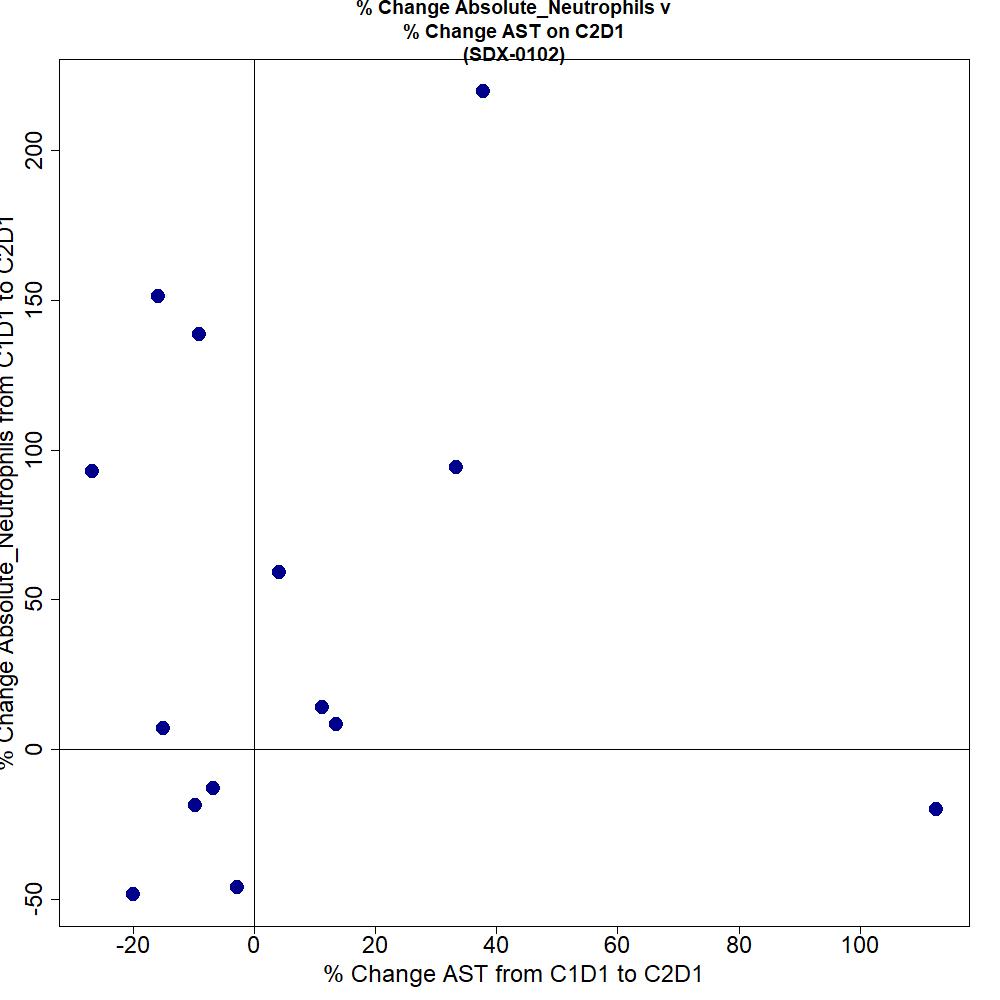 % Change Absolute_Neutrophils v
% Change AST on C2D1
(SDX-0102)
% Change Absolute_Neutrophils from C1D1 to C2D1
200
150
100
50
0
-50
-20 0 20 40 60 80 100
% Change AST from C1D1 to C2D1